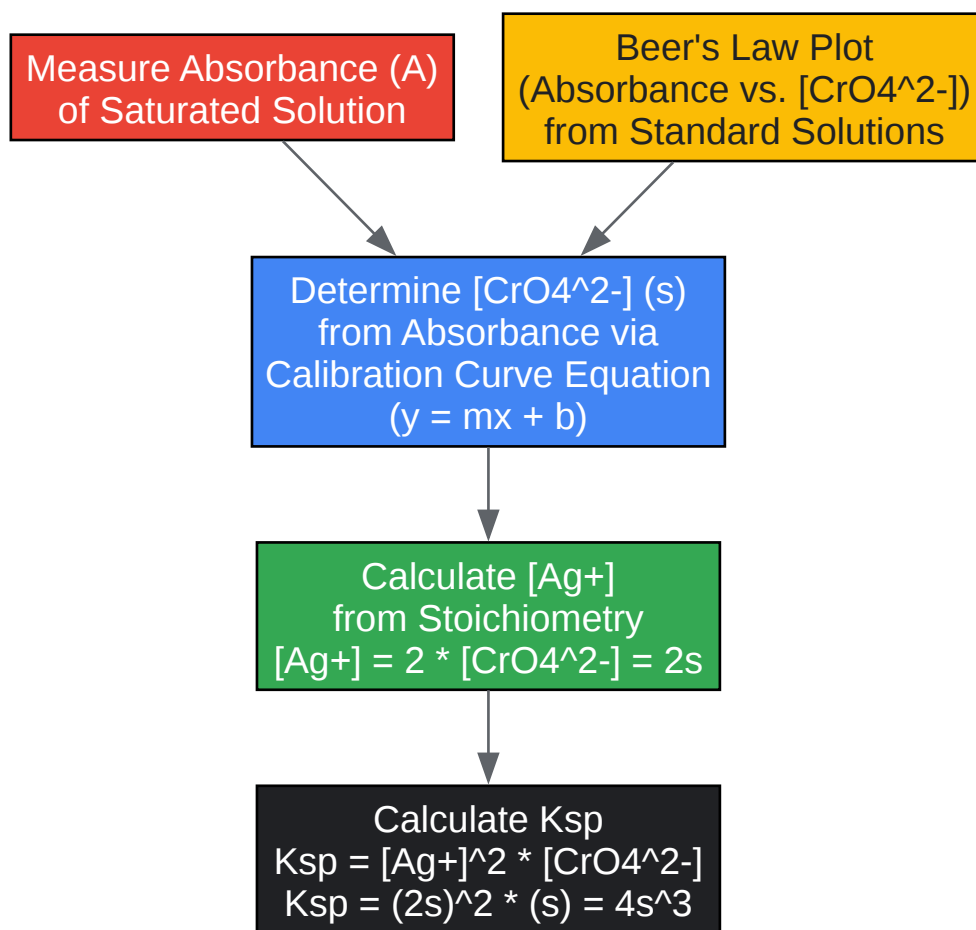 Measure Absorbance (A)
of Saturated Solution
Beer's Law Plot
(Absorbance vs. [CrO4^2-])
from Standard Solutions
Determine [CrO4^2-] (s)
from Absorbance via
Calibration Curve Equation
(y = mx + b)
Calculate [Ag+]
from Stoichiometry
[Ag+] = 2 * [CrO4^2-] = 2s
Calculate Ksp
Ksp = [Ag+]^2 * [CrO4^2-]
Ksp = (2s)^2 * (s) = 4s^3